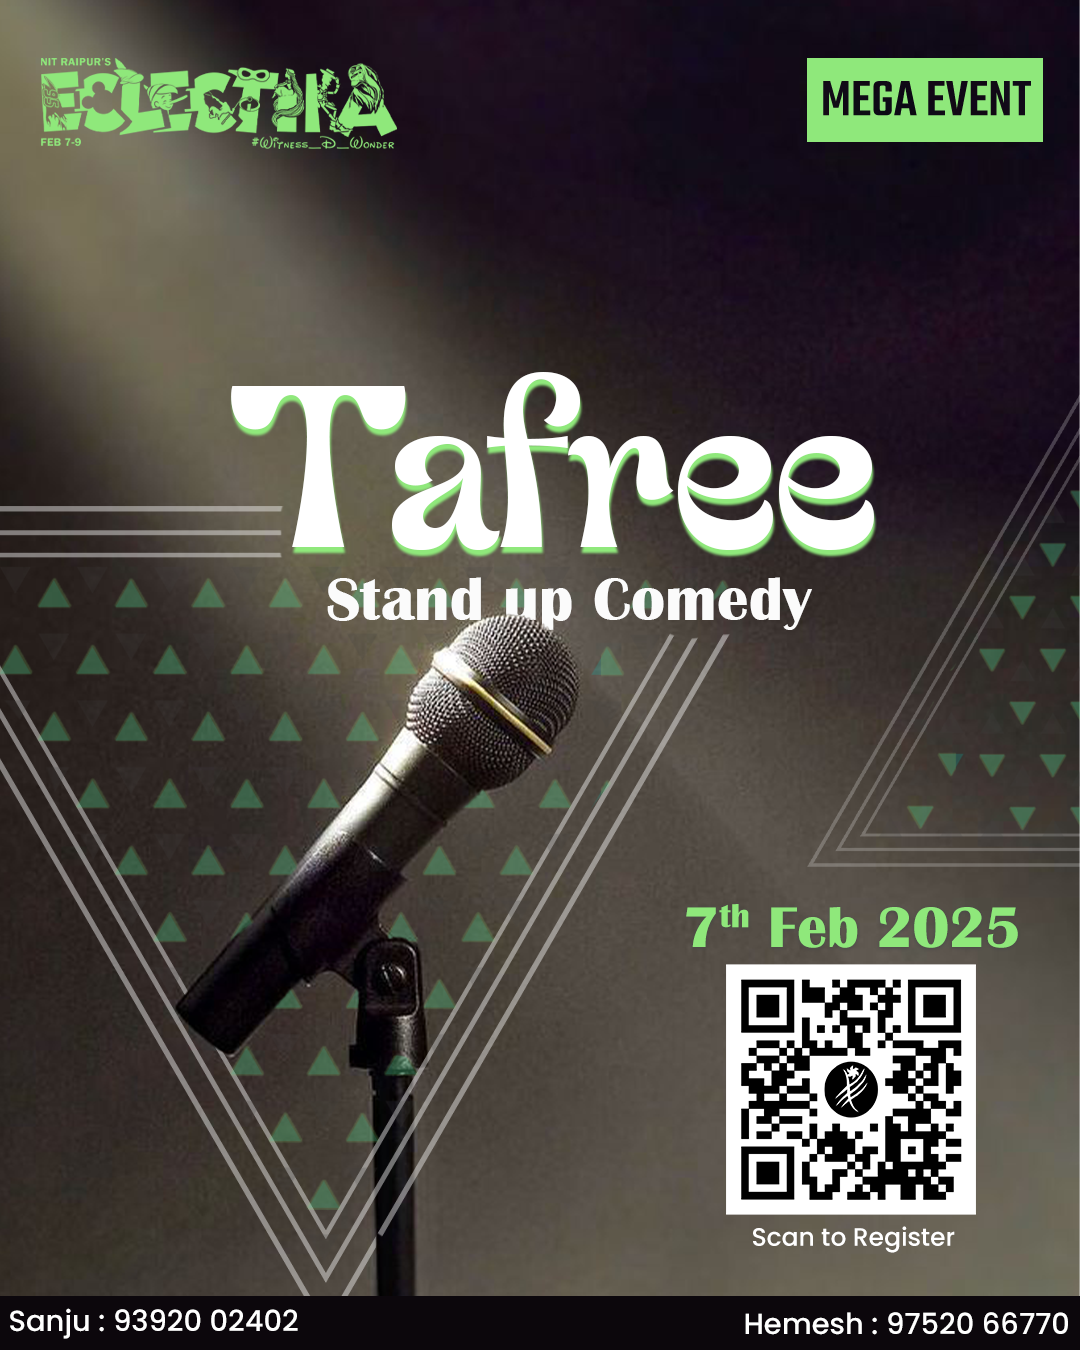 NIT RAIPUR'S
ECLECTIKA
FEB 7-9
#Witness_D_Wonder
MEGA EVENT
Tafree
Stand up Comedy
7th Feb 2025
Scan to Register
Sanju : 93920 02402
Hemesh : 97520 66770